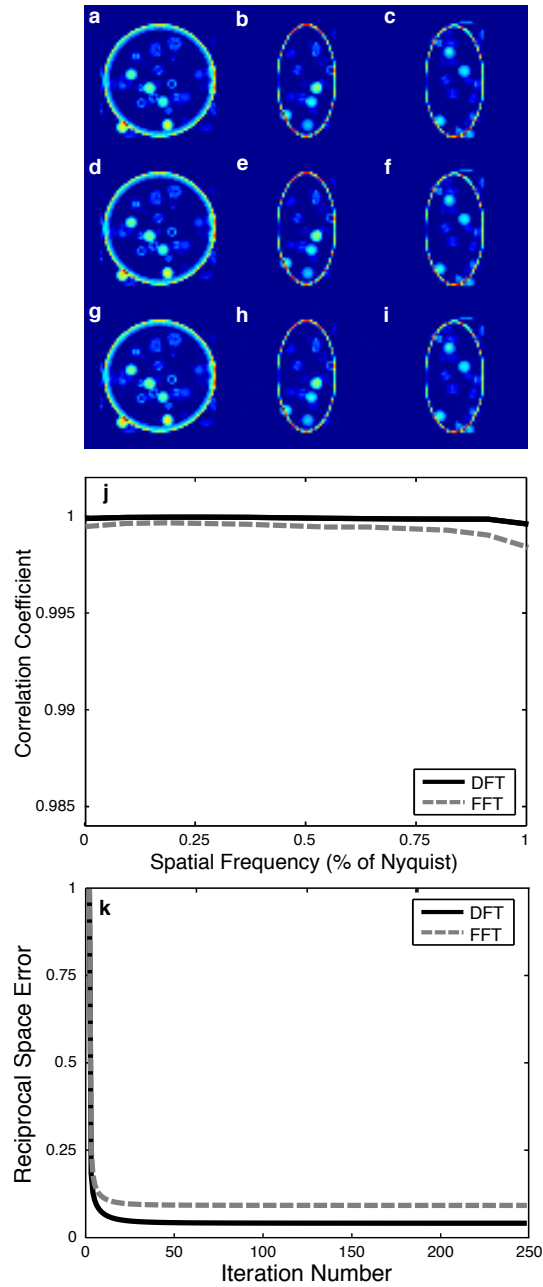 a b c
d e f
g h i
j
1
0.995
0.99
0.985
Correlation Coefficient
DFT
FFT
0 0.25 0.5 0.75 1
Spatial Frequency (% of Nyquist)
k
1
0.75
0.5
0.25
0
Reciprocal Space Error
DFT
FFT
0 50 100 150 200 250
Iteration Number